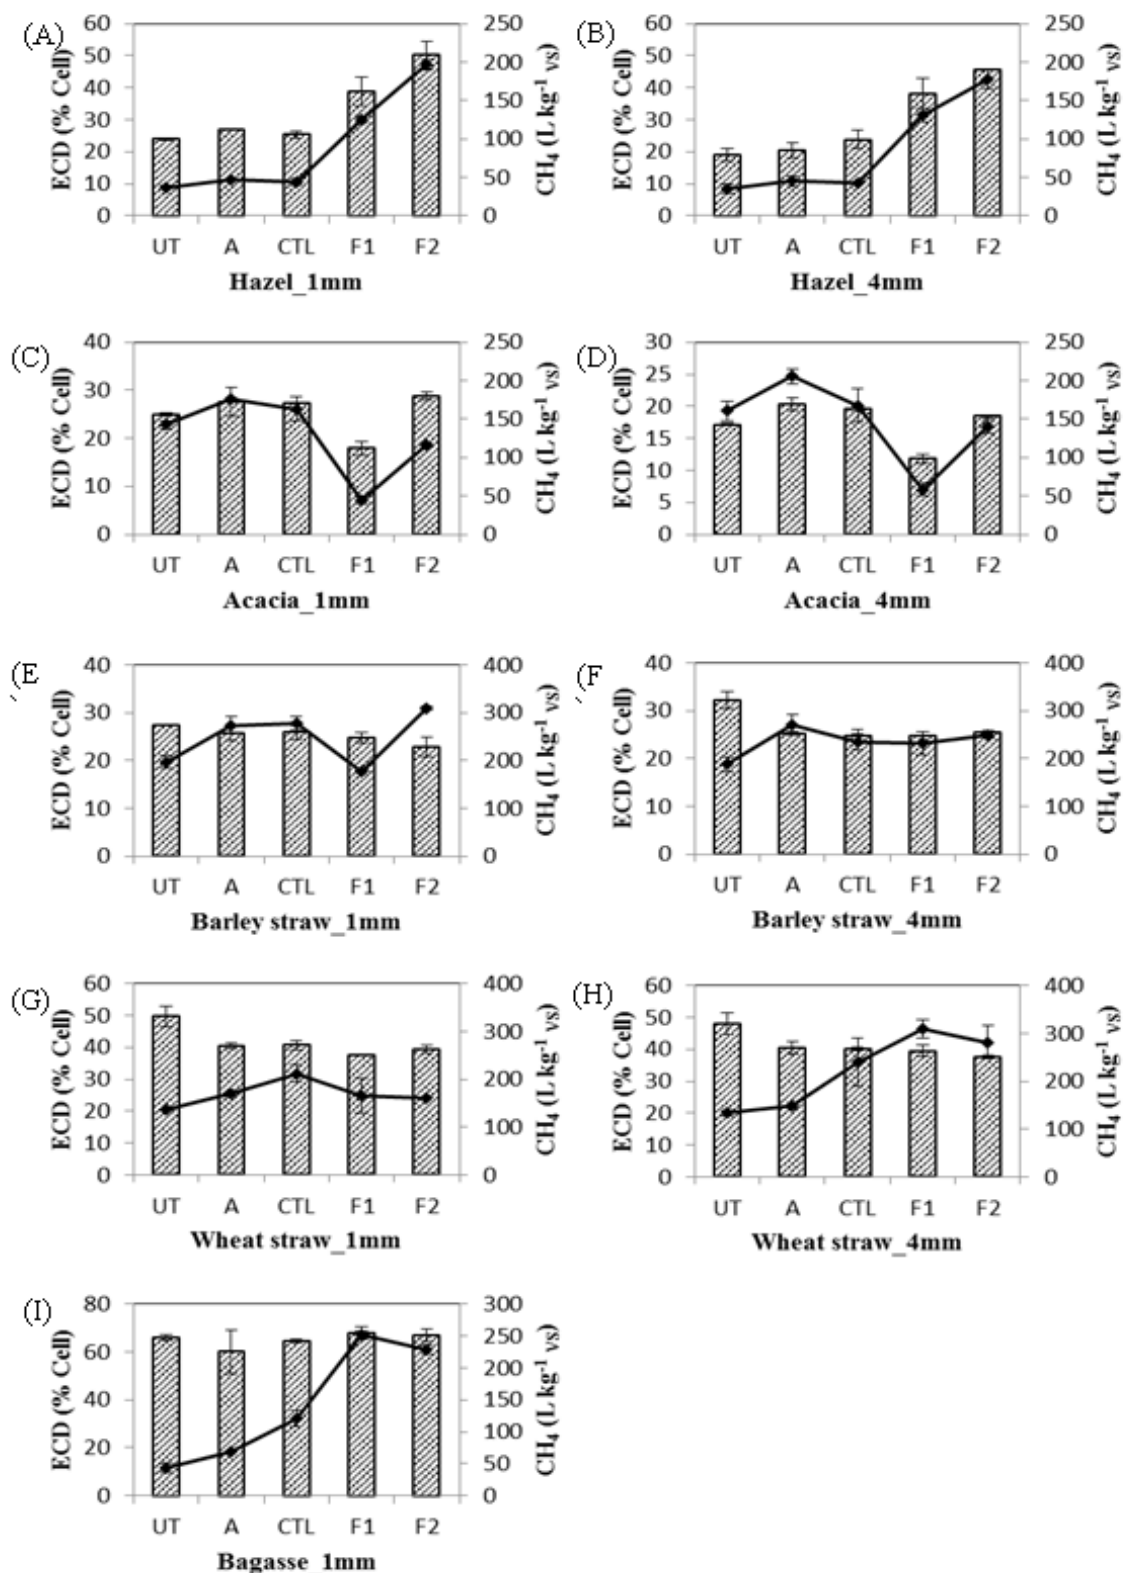 (A)
ECD (% Cell)
60
50
40
30
20
10
0
250
200
150
100
50
0
CH₄ (L kg⁻¹ vs)
UT A CTL F1 F2
Hazel_1mm
(B)
ECD (% Cell)
60
50
40
30
20
10
0
250
200
150
100
50
0
CH₄ (L kg⁻¹ vs)
UT A CTL F1 F2
Hazel_4mm
(C)
ECD (% Cell)
40
30
20
10
0
250
200
150
100
50
0
CH₄ (L kg⁻¹ vs)
UT A CTL F1 F2
Acacia_1mm
(D)
ECD (% Cell)
30
25
20
15
10
5
0
250
200
150
100
50
0
CH₄ (L kg⁻¹ vs)
UT A CTL F1 F2
Acacia_4mm
(E
ECD (% Cell)
40
30
20
10
0
400
300
200
100
0
CH₄ (L kg⁻¹ vs)
UT A CTL F1 F2
Barley straw_1mm
(F
ECD (% Cell)
40
30
20
10
0
400
300
200
100
0
CH₄ (L kg⁻¹ vs)
UT A CTL F1 F2
Barley straw_4mm
(G)
ECD (% Cell)
60
50
40
30
20
10
0
400
300
200
100
0
CH₄ (L kg⁻¹ vs)
UT A CTL F1 F2
Wheat straw_1mm
(H)
ECD (% Cell)
60
50
40
30
20
10
0
400
300
200
100
0
CH₄ (L kg⁻¹ vs)
UT A CTL F1 F2
Wheat straw_4mm
(I)
ECD (% Cell)
80
60
40
20
0
300
250
200
150
100
50
0
CH₄ (L kg⁻¹ vs)
UT A CTL F1 F2
Bagasse_1mm